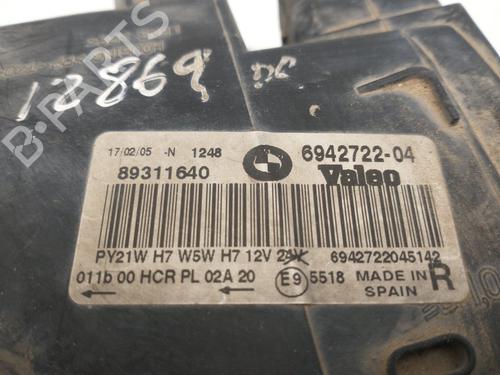 12869 DC
B-PARTS
17/02/05 -N 1248
6942722-04
89311640
Valeo
PY21W H7 W5W H7 12V 24V
6942722045142
011b 00 HCR PL 02A 20
E9 5518 MADE IN SPAIN R